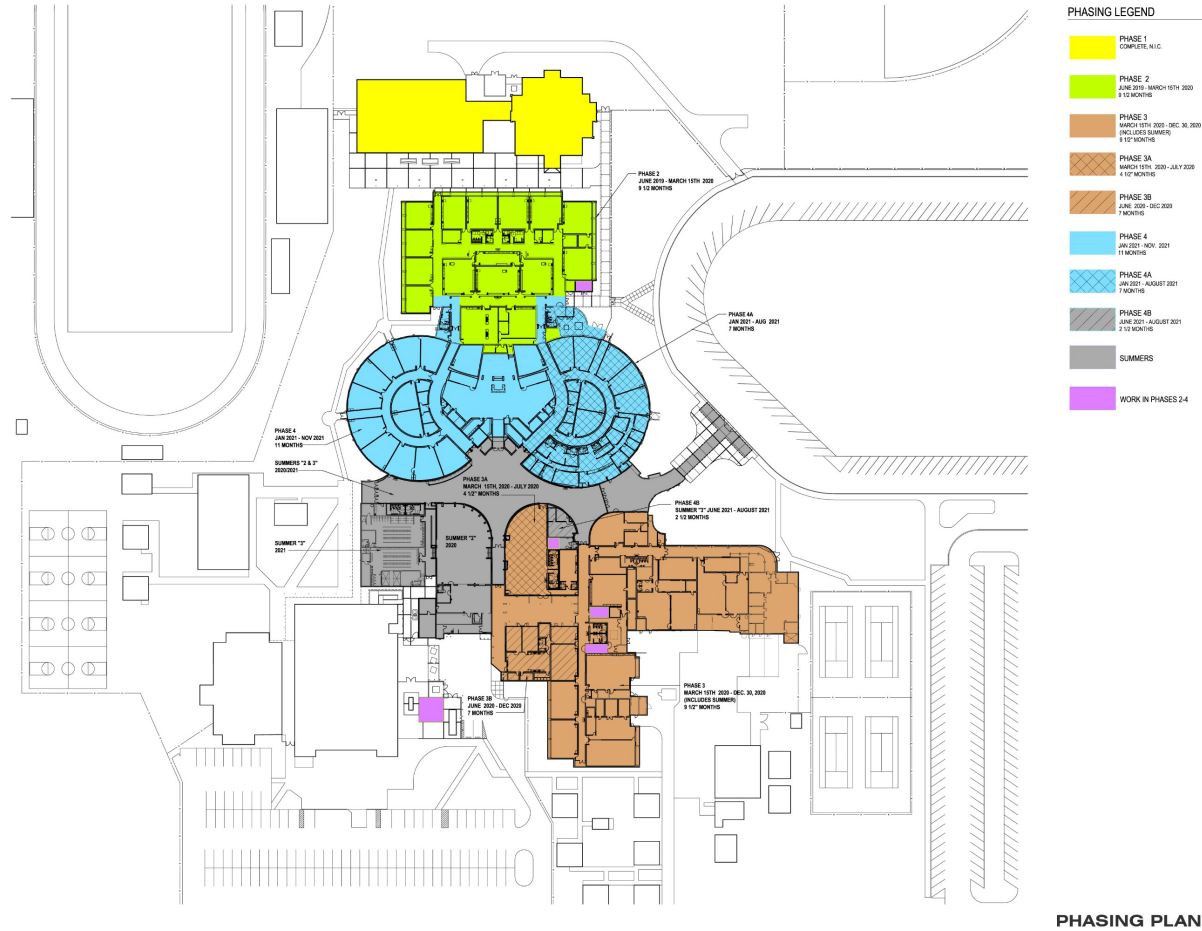 PHASING LEGEND
PHASE 1
COMPLETE, N.I.C.
PHASE 2
JUNE 2019 - MARCH 15TH 2020
9 1/2 MONTHS
PHASE 3
MARCH 15TH 2020 - DEC. 30, 2020
(INCLUDES SUMMER)
9 1/2" MONTHS
PHASE 3A
MARCH 15TH, 2020 - JULY 2020
4 1/2" MONTHS
PHASE 3B
JUNE 2020 - DEC 2020
7 MONTHS
PHASE 4
JAN 2021 - NOV. 2021
11 MONTHS
PHASE 4A
JAN 2021 - AUGUST 2021
7 MONTHS
PHASE 4B
JUNE 2021 - AUGUST 2021
2 1/2 MONTHS
SUMMERS
WORK IN PHASES 2-4
PHASE 2
JUNE 2019 - MARCH 15TH 2020
9 1/2 MONTHS
PHASE 4A
JAN 2021 - AUG 2021
7 MONTHS
PHASE 4
JAN 2021 - NOV 2021
11 MONTHS
SUMMERS "2 & 3"
2020/2021
PHASE 3A
MARCH 15TH, 2020 - JULY 2020
4 1/2" MONTHS
PHASE 4B
SUMMER "3" JUNE 2021 - AUGUST 2021
2 1/2 MONTHS
SUMMER "3"
2021
SUMMER "2"
2020
PHASE 3B
JUNE 2020 - DEC 2020
7 MONTHS
PHASE 3
MARCH 15TH 2020 - DEC. 30, 2020
(INCLUDES SUMMER)
9 1/2" MONTHS
PHASING PLAN